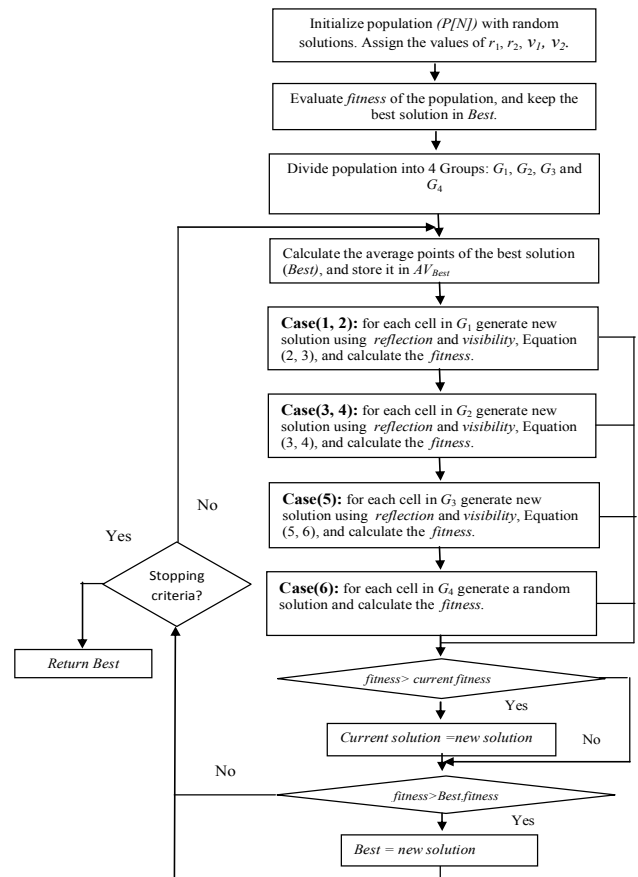 Initialize population (P[N]) with random
solutions. Assign the values of r1, r2, v1, v2.
Evaluate fitness of the population, and keep the
best solution in Best.
Divide population into 4 Groups: G1, G2, G3 and
G4
Calculate the average points of the best solution
(Best), and store it in AVBest
Case(1, 2): for each cell in G1 generate new
solution using reflection and visibility, Equation
(2, 3), and calculate the fitness.
Case(3, 4): for each cell in G2 generate new
solution using reflection and visibility, Equation
(3, 4), and calculate the fitness.
Case(5): for each cell in G3 generate new
solution using reflection and visibility, Equation
(5, 6), and calculate the fitness.
Case(6): for each cell in G4 generate a random
solution and calculate the fitness.
No
Yes
Stopping
criteria?
Return Best
fitness> current fitness
Yes
Current solution =new solution
No
No
fitness>Best.fitness
Yes
Best = new solution